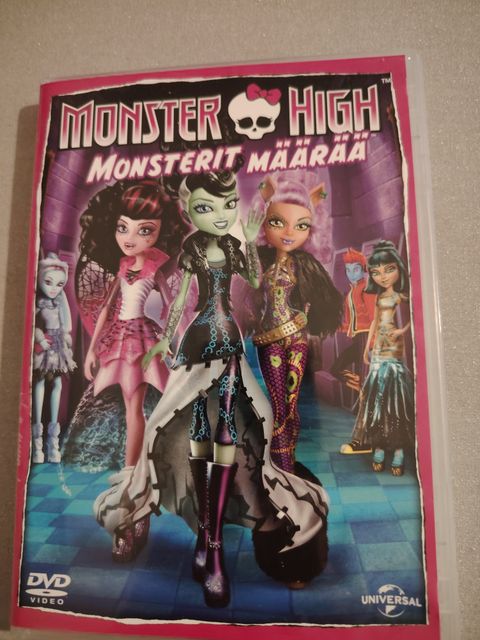 MONSTER HIGH
TM
MONSTERIT MÄÄRÄÄ
DVD
VIDEO
UNIVERSAL